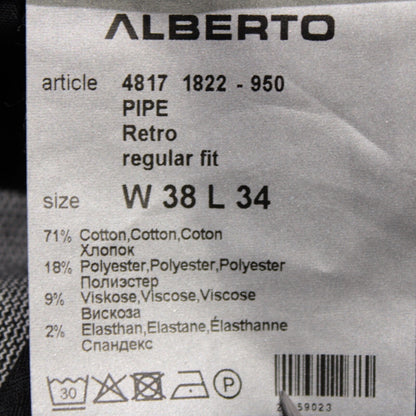 ALBERTO
article 4817 1822 - 950
PIPE
Retro
regular fit
size W 38 L 34
71% Cotton,Cotton,Coton
Хлопок
18% Polyester,Polyester,Polyester
Полиэстер
9% Viskose,Viscose,Viscose
Вискоза
2% Elasthan,Elastane,Élasthanne
Спандекс
30 P